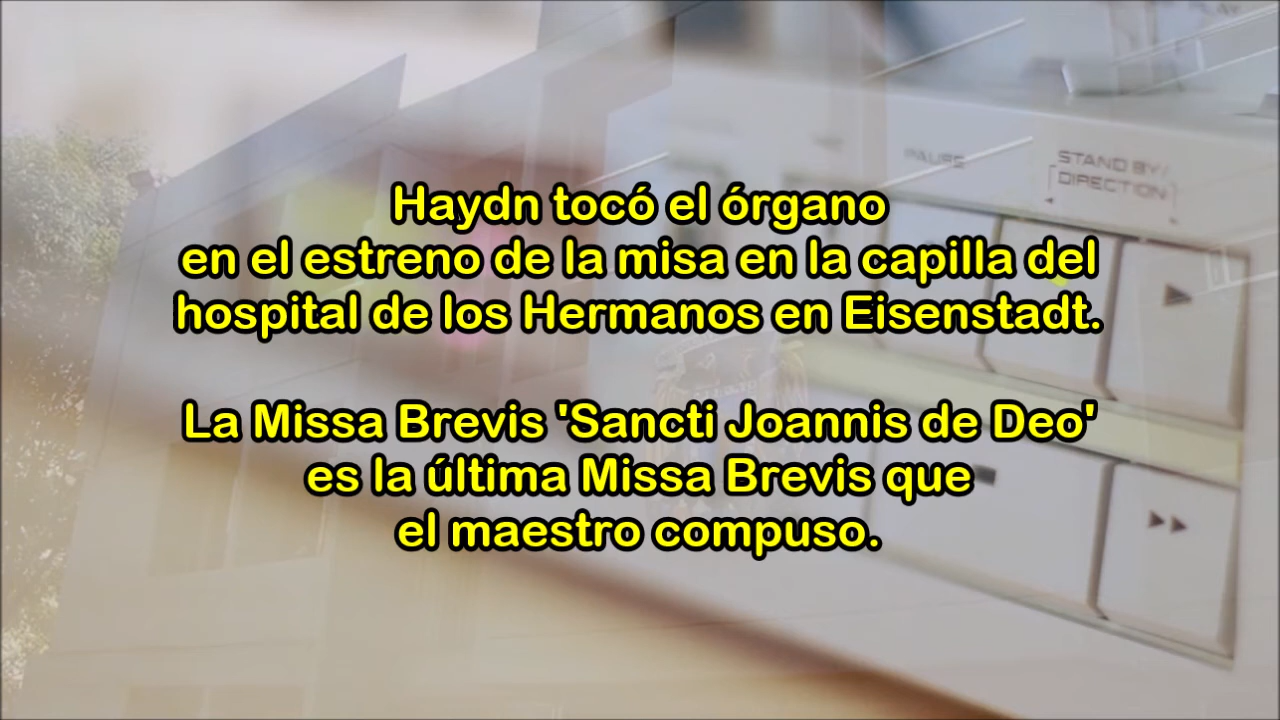 PAUSE
STAND BY/
DIRECTION
Haydn tocó el órgano
en el estreno de la misa en la capilla del
hospital de los Hermanos en Eisenstadt.
La Missa Brevis 'Sancti Joannis de Deo'
es la última Missa Brevis que
el maestro compuso.